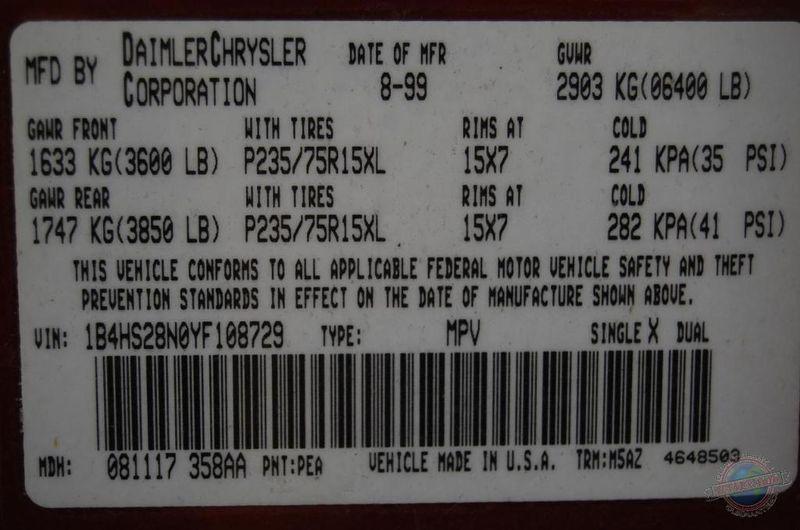 MFD BY DAIMLERCHRYSLER CORPORATION DATE OF MFR 8-99 GVWR 2903 KG(06400 LB)
GAWR FRONT WITH TIRES RIMS AT COLD
1633 KG(3600 LB) P235/75R15XL 15X7 241 KPA(35 PSI)
GAWR REAR WITH TIRES RIMS AT COLD
1747 KG(3850 LB) P235/75R15XL 15X7 282 KPA(41 PSI)
THIS VEHICLE CONFORMS TO ALL APPLICABLE FEDERAL MOTOR VEHICLE SAFETY AND THEFT
PREVENTION STANDARDS IN EFFECT ON THE DATE OF MANUFACTURE SHOWN ABOVE.
VIN: 1B4HS28N0YF108729 TYPE: MPV SINGLE X DUAL
MDH: 081117 358AA PNT:PEA VEHICLE MADE IN U.S.A. TRM:M5AZ 4648503